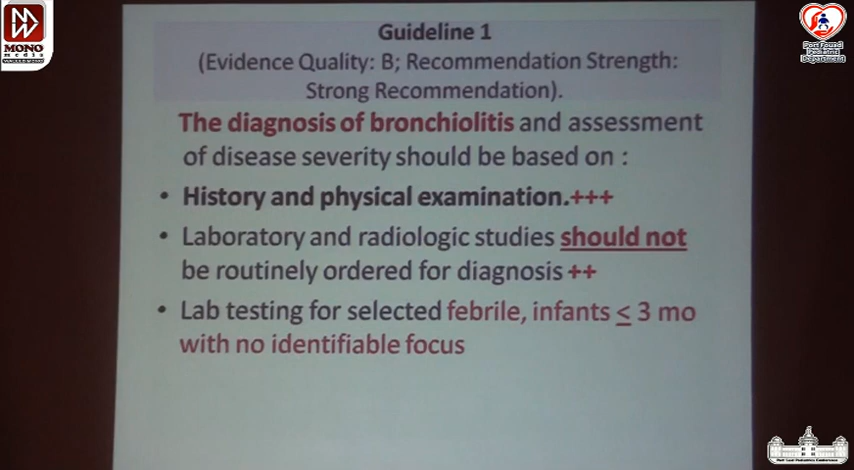 Guideline 1
(Evidence Quality: B; Recommendation Strength:
Strong Recommendation).
The diagnosis of bronchiolitis and assessment
of disease severity should be based on :
• History and physical examination.+++
• Laboratory and radiologic studies should not
be routinely ordered for diagnosis ++
• Lab testing for selected febrile, infants ≤ 3 mo
with no identifiable focus
MONO
media
Port Fouad
Pediatric
Department